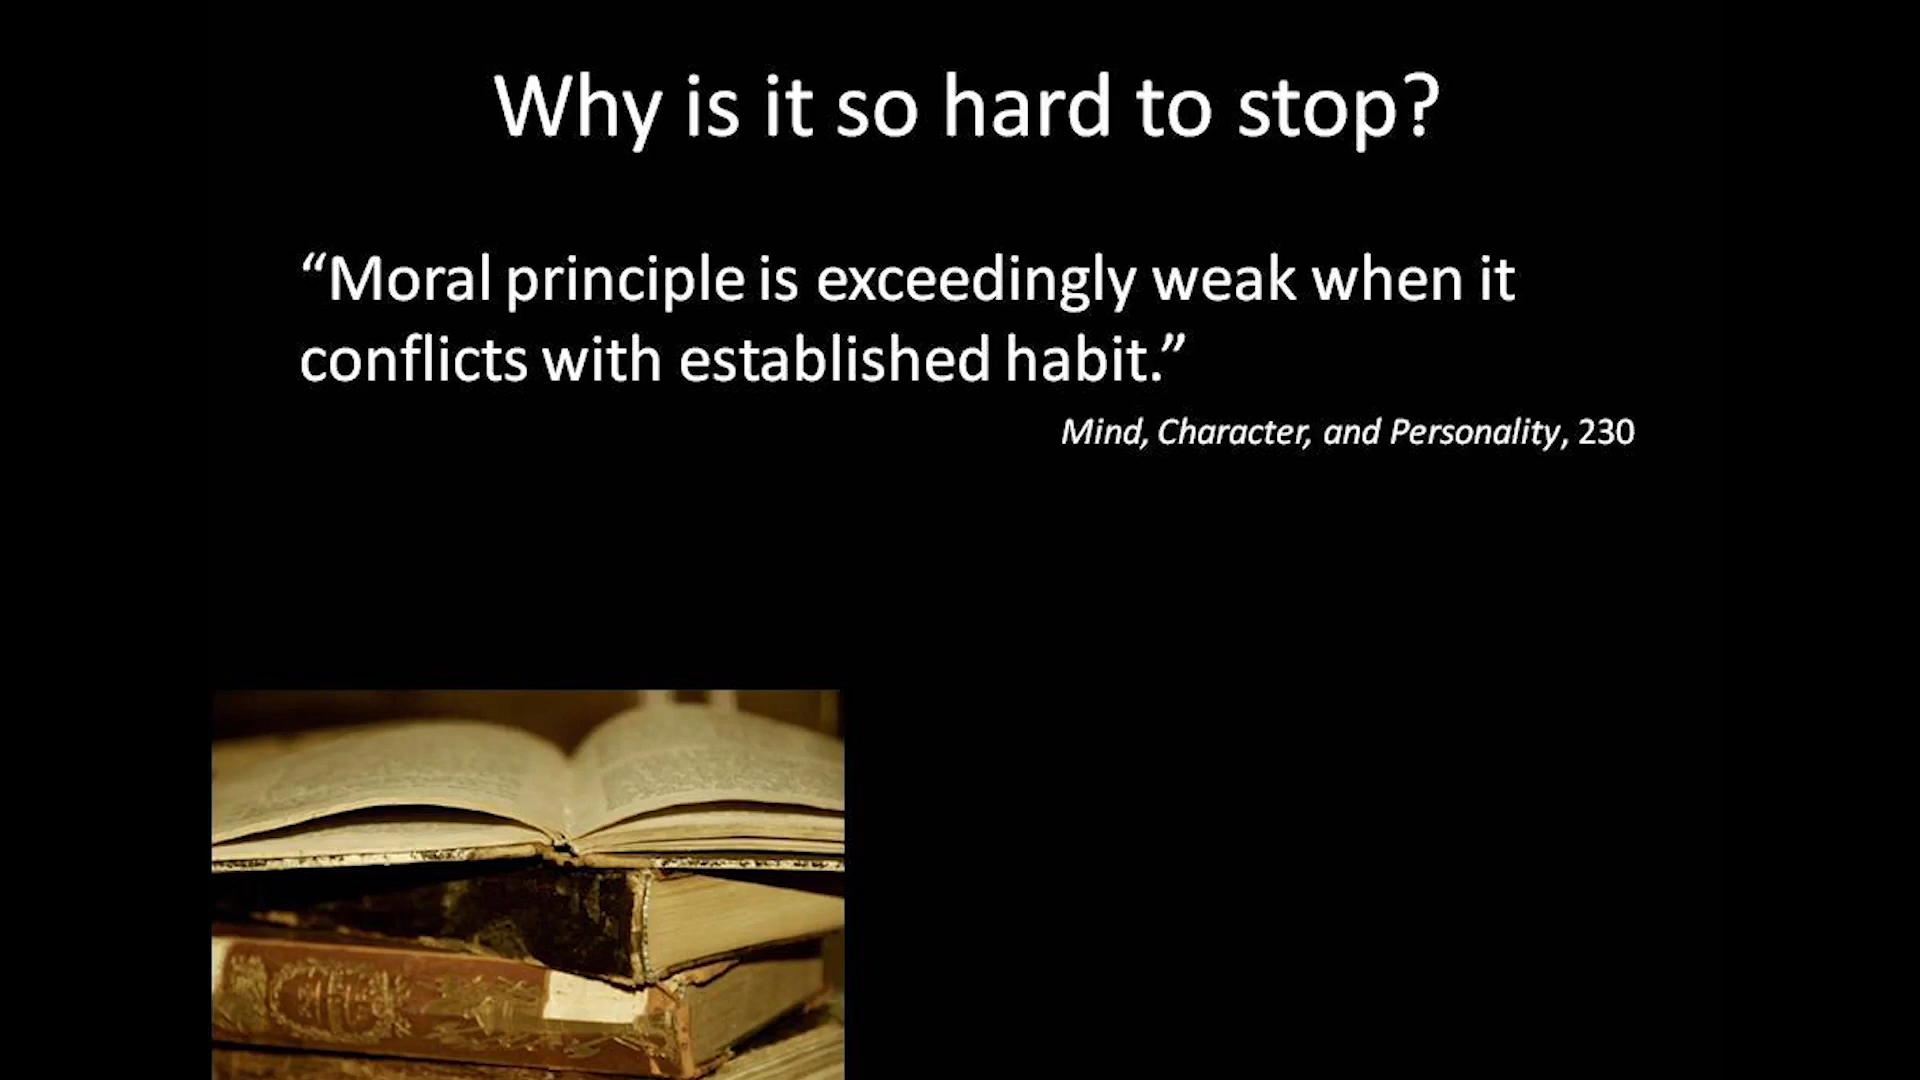 Why is it so hard to stop?
“Moral principle is exceedingly weak when it
conflicts with established habit.”
Mind, Character, and Personality, 230